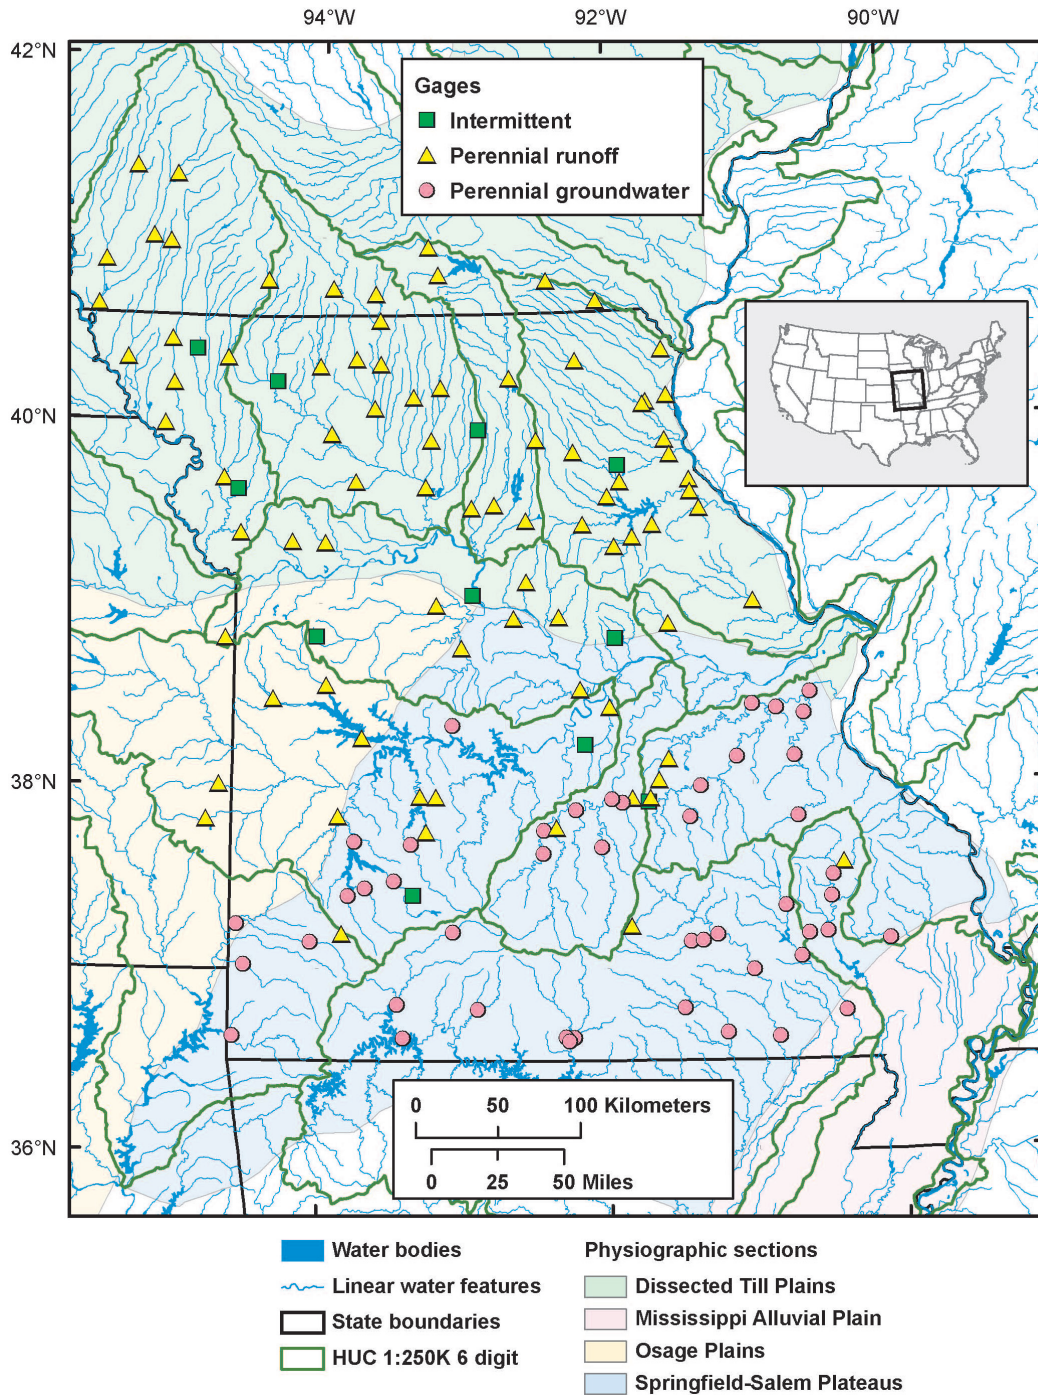 94°W 92°W 90°W
42°N
Gages
Intermittent
Perennial runoff
Perennial groundwater
40°N
38°N
36°N
0 50 100 Kilometers
0 25 50 Miles
Water bodies
Linear water features
State boundaries
HUC 1:250K 6 digit
Physiographic sections
Dissected Till Plains
Mississippi Alluvial Plain
Osage Plains
Springfield-Salem Plateaus